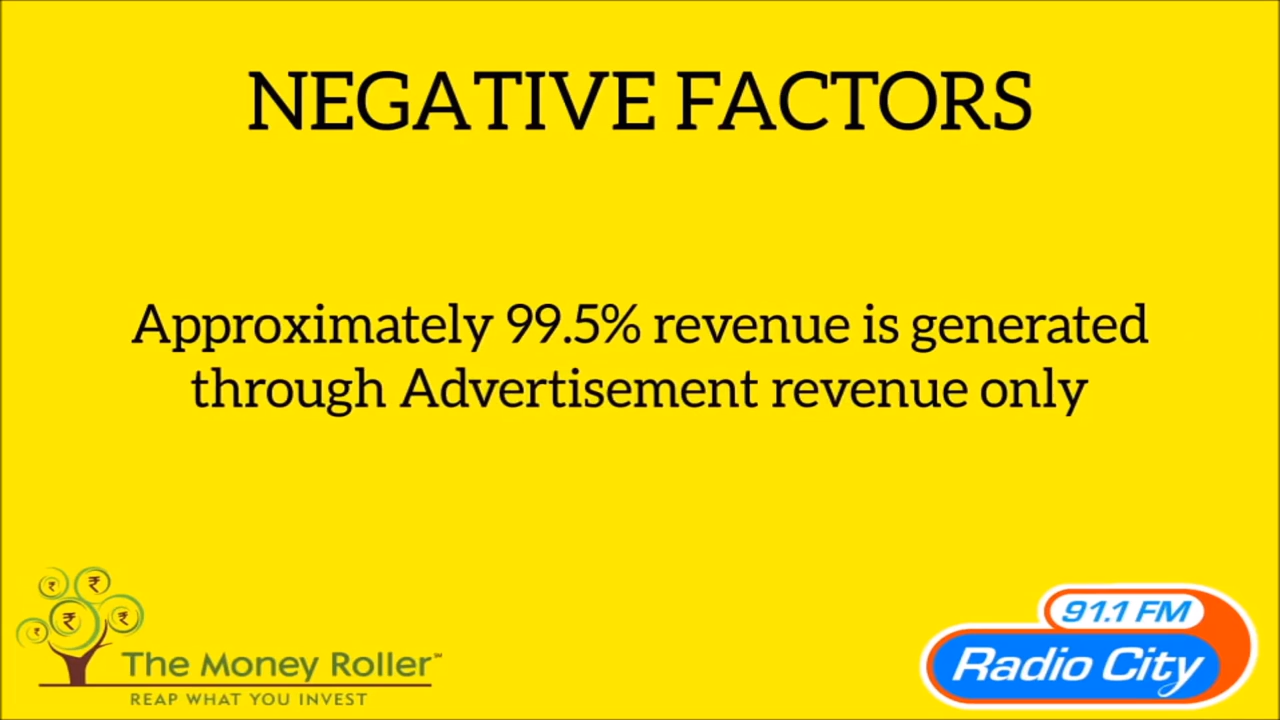 NEGATIVE FACTORS
Approximately 99.5% revenue is generated
through Advertisement revenue only
₹ ₹
₹ ₹ ₹
The Money Roller℠
REAP WHAT YOU INVEST
91.1 FM
Radio City